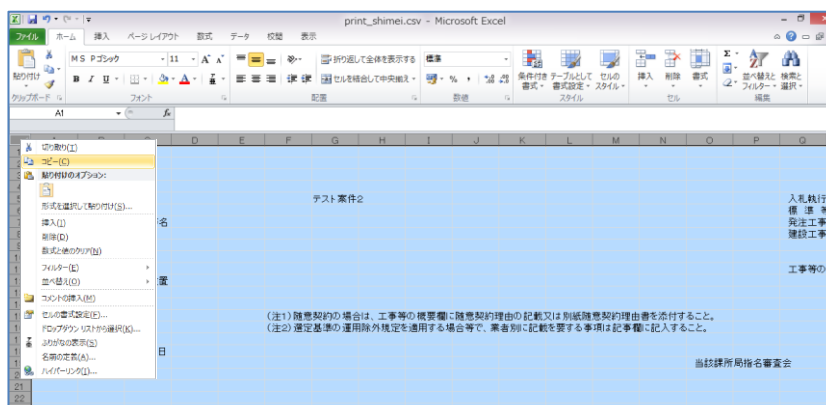 print_shimei.csv - Microsoft Excel
ファイル ホーム 挿入 ページ レイアウト 数式 データ 校閲 表示
MS Pゴシック 11 A A 折り返して全体を表示する 標準
貼り付け B I U セルを結合して中央揃え % , 条件付き 書式 テーブルとして 書式設定 セルの スタイル 挿入 削除 書式 Σ 並べ替えと フィルター 検索と 選択
クリップボード フォント 配置 数値 スタイル セル 編集
A1 fx
D E F G H I J K L M N O P Q
切り取り(T)
コピー(C)
貼り付けのオプション:
形式を選択して貼り付け(S)...
挿入(I)
削除(D)
数式と値のクリア(N)
フィルター(E)
並べ替え(O)
コメントの挿入(M)
セルの書式設定(F)...
ドロップダウン リストから選択(K)...
ふりがなの表示(S)
名前の定義(A)...
ハイパーリンク(I)...
テスト案件2
入札執行
標 準 等
発注工事
建設工事
名
工事等の
置
(注1)随意契約の場合は、工事等の概要欄に随意契約理由の記載又は別紙随意契約理由書を添付すること。
(注2)選定基準の運用除外規定を適用する場合等で、業者別に記載を要する事項は記事欄に記入すること。
日
当該課所局指名審査会
21
22